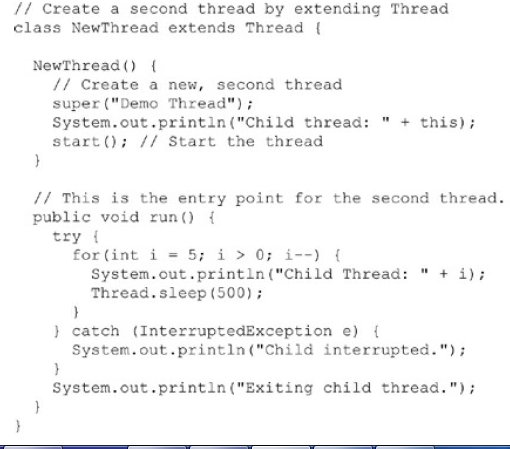 // Create a second thread by extending Thread
class NewThread extends Thread {
NewThread() {
// Create a new, second thread
super("Demo Thread");
System.out.println("Child thread: " + this);
start(); // Start the thread
}
// This is the entry point for the second thread.
public void run() {
try {
for(int i = 5; i > 0; i--) {
System.out.println("Child Thread: " + i);
Thread.sleep(500);
}
} catch (InterruptedException e) {
System.out.println("Child interrupted.");
}
System.out.println("Exiting child thread.");
}
}